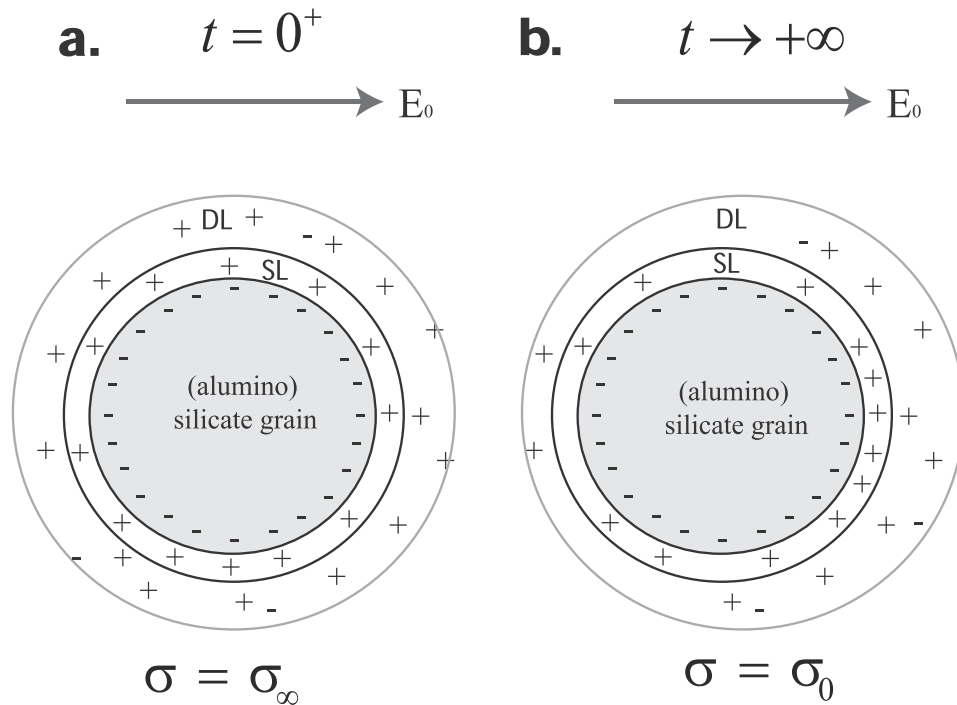 a. t = 0⁺
E₀
DL
SL
(alumino)
silicate grain
σ = σ∞
b. t → +∞
E₀
DL
SL
(alumino)
silicate grain
σ = σ₀